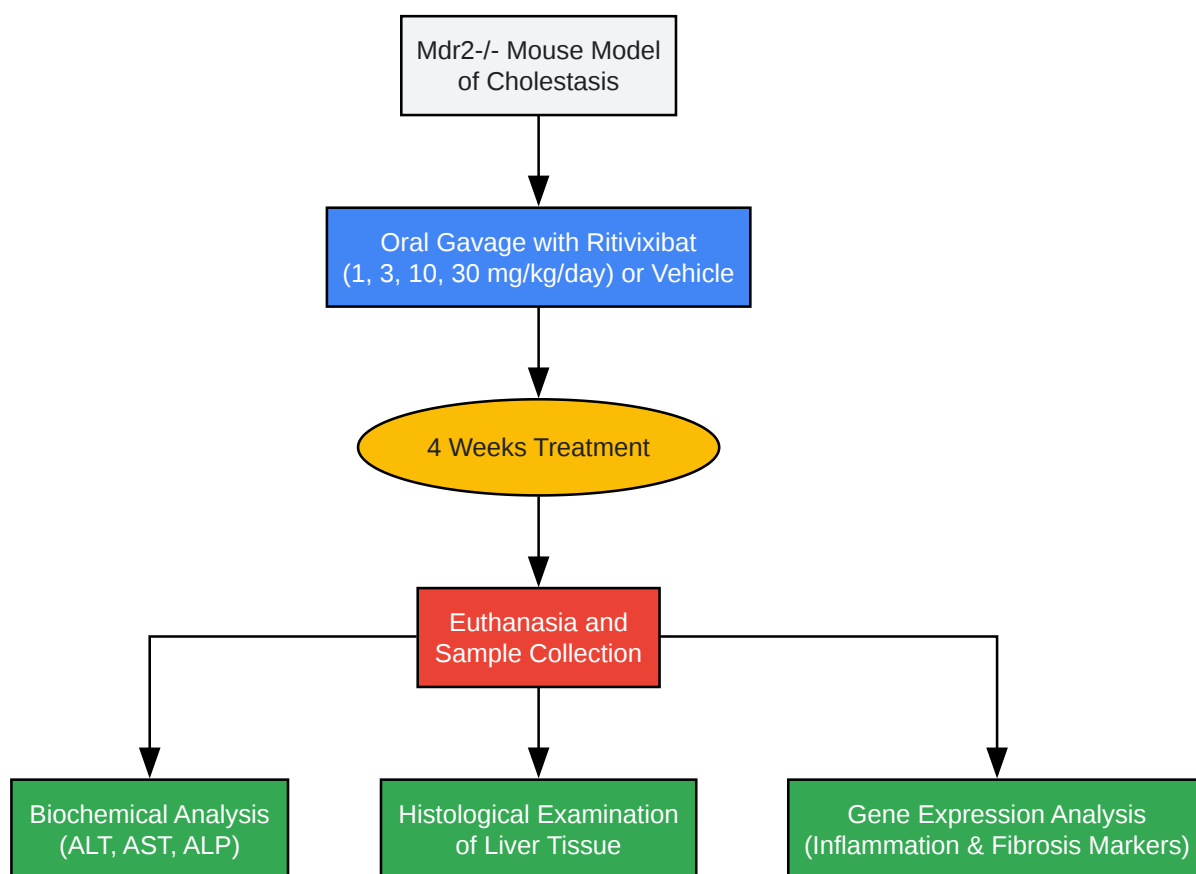 Mdr2-/- Mouse Model
of Cholestasis
Oral Gavage with Ritivixibat
(1, 3, 10, 30 mg/kg/day) or Vehicle
4 Weeks Treatment
Euthanasia and
Sample Collection
Biochemical Analysis
(ALT, AST, ALP)
Histological Examination
of Liver Tissue
Gene Expression Analysis
(Inflammation & Fibrosis Markers)